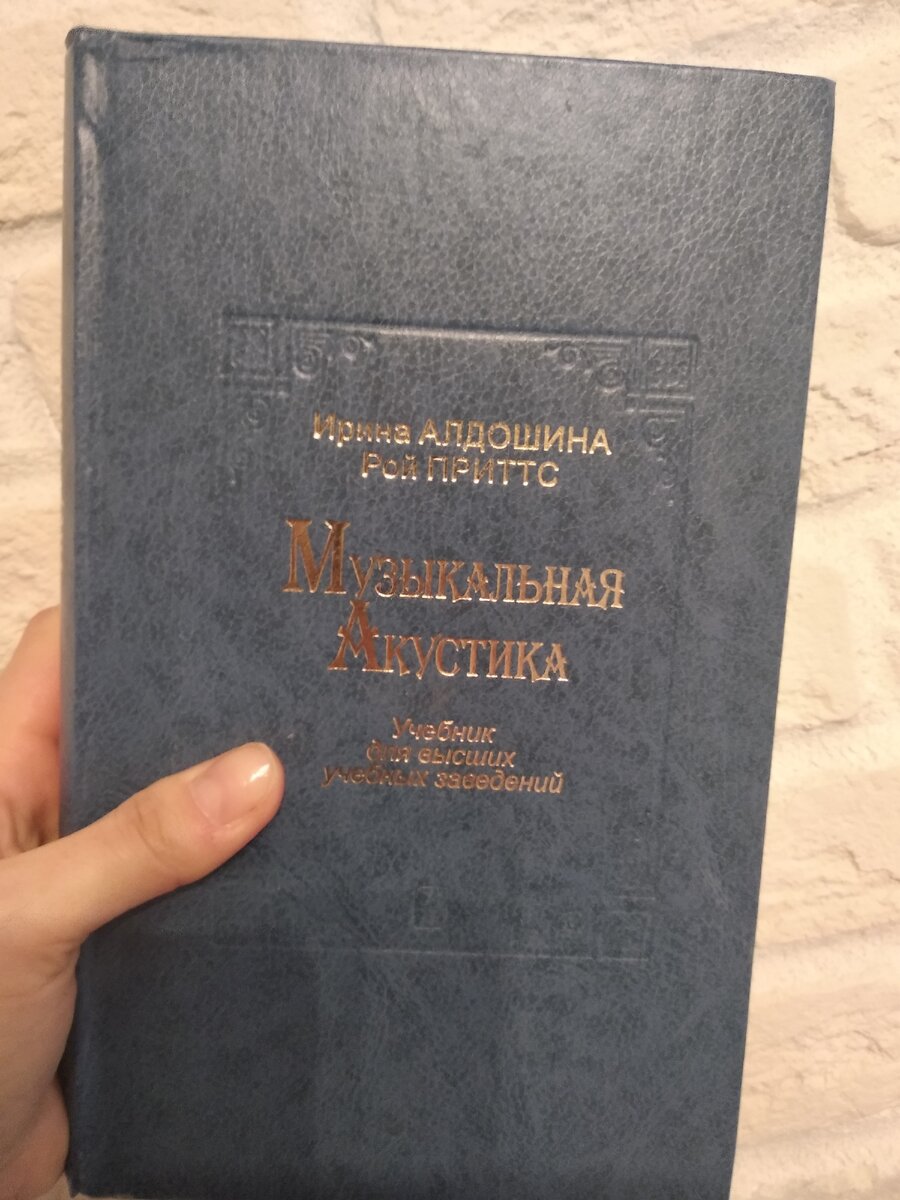 Ирина АЛДОШИНА
Рой ПРИТТС
Музыкальная
Акустика
Учебник
для высших
учебных заведений